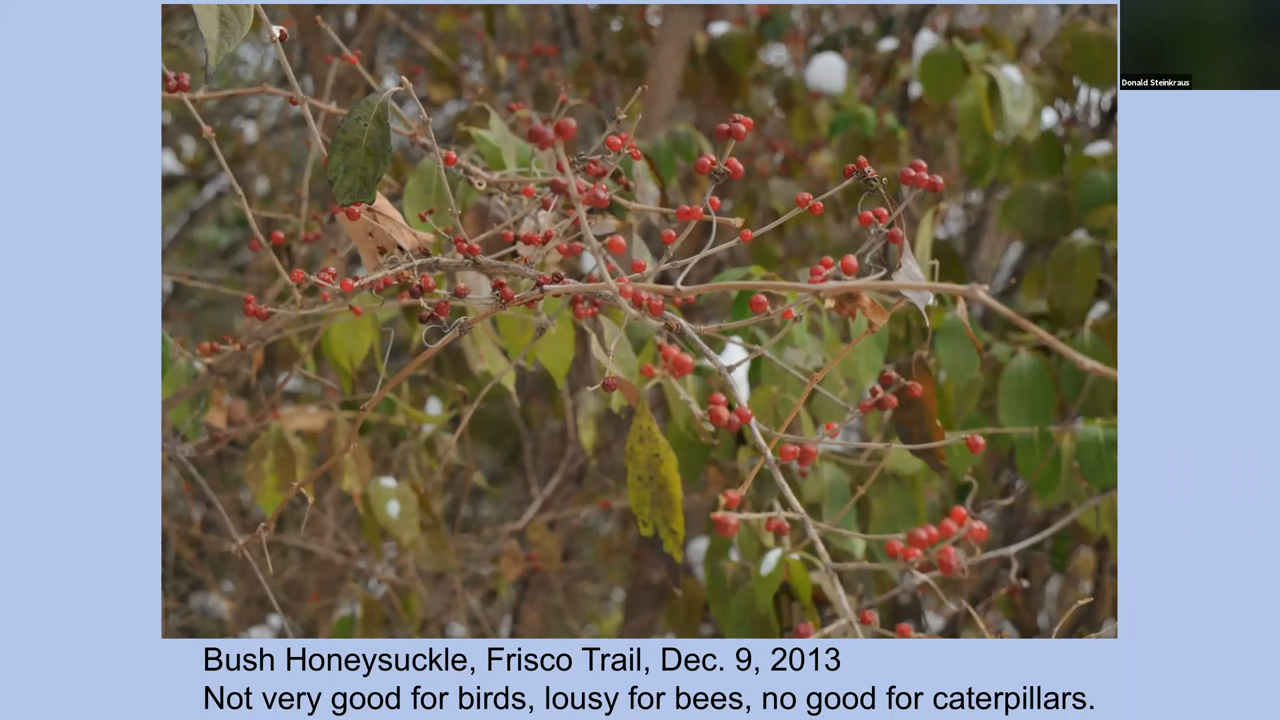 Donald Steinkraus
Bush Honeysuckle, Frisco Trail, Dec. 9, 2013
Not very good for birds, lousy for bees, no good for caterpillars.